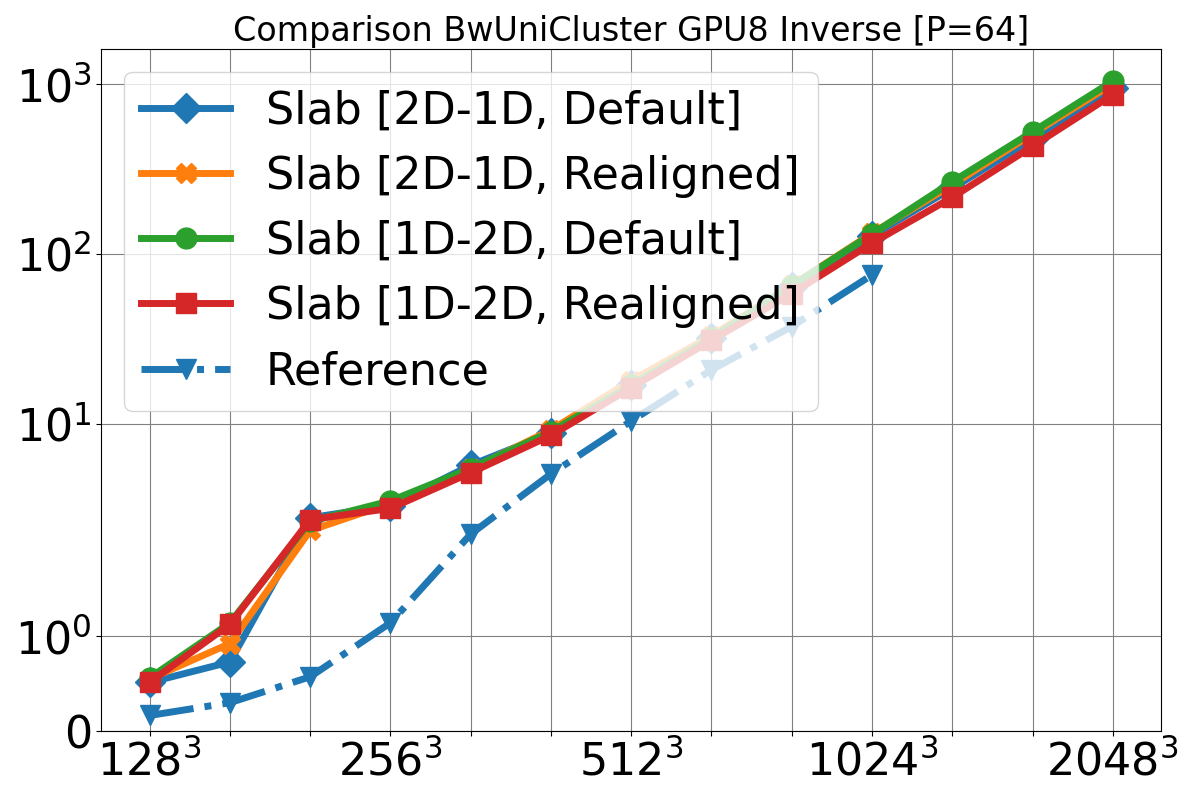 Comparison BwUniCluster GPU8 Inverse [P=64]
10³
10²
10¹
10⁰
0
Slab [2D-1D, Default]
Slab [2D-1D, Realigned]
Slab [1D-2D, Default]
Slab [1D-2D, Realigned]
Reference
128³ 256³ 512³ 1024³ 2048³